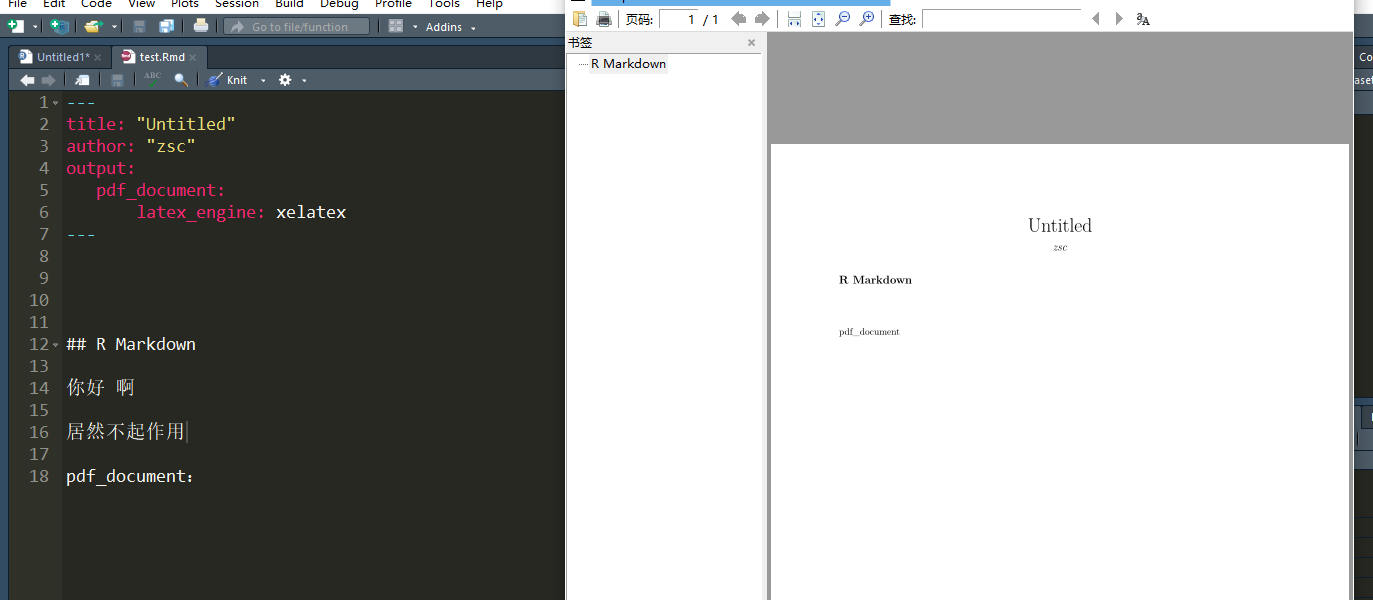 File Edit Code View Plots Session Build Debug Profile Tools Help
Go to file/function
Addins
Untitled1*
test.Rmd
ABC
Knit
1 ---
2 title: "Untitled"
3 author: "zsc"
4 output:
5 pdf_document:
6 latex_engine: xelatex
7 ---
8
9
10
11
12 ## R Markdown
13
14 你好 啊
15
16 居然不起作用
17
18 pdf_document：
页码: 1 / 1
查找:
书签
R Markdown
Untitled
zsc
R Markdown
pdf_document
Co